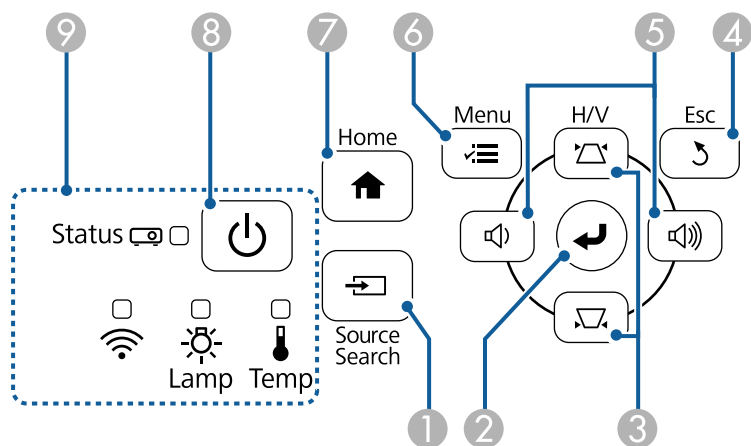 9
8
7
6
5
4
Menu
H/V
Esc
Home
Status
Source
Search
Lamp
Temp
1
2
3